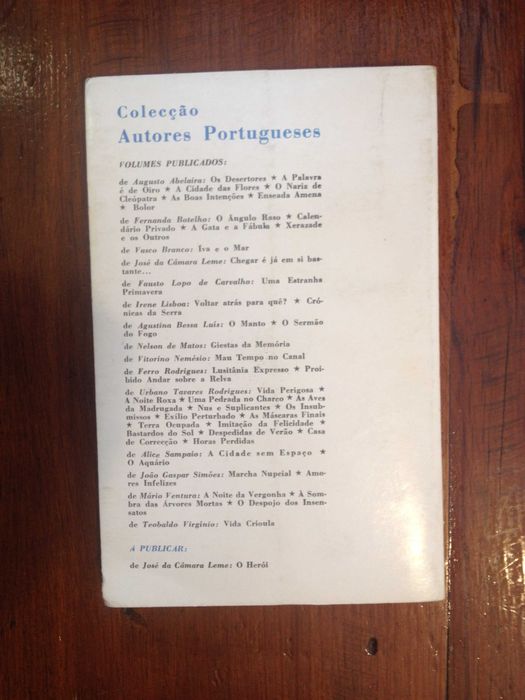 Colecção
Autores Portugueses
VOLUMES PUBLICADOS:
de Augusto Abelaira: Os Desertores ★ A Palavra
é de Oiro ★ A Cidade das Flores ★ O Nariz de
Cleópatra ★ As Boas Intenções ★ Enseada Amena
★ Bolor
de Fernanda Botelho: O Ângulo Raso ★ Calen-
dário Privado ★ A Gata e a Fábula ★ Xerazade
e os Outros
de Vasco Branco: Iva e o Mar
de José da Câmara Leme: Chegar é já em si bas-
tante...
de Fausto Lopo de Carvalho: Uma Estranha
Primavera
de Irene Lisboa: Voltar atrás para quê? ★ Cró-
nicas da Serra
de Agustina Bessa Luís: O Manto ★ O Sermão
do Fogo
de Nelson de Matos: Giestas da Memória
de Vitorino Nemésio: Mau Tempo no Canal
de Ferro Rodrigues: Lusitânia Expresso ★ Proi-
bido Andar sobre a Relva
de Urbano Tavares Rodrigues: Vida Perigosa ★
A Noite Roxa ★ Uma Pedrada no Charco ★ As Aves
da Madrugada ★ Nus e Suplicantes ★ Os Insub-
missos ★ Exílio Perturbado ★ As Máscaras Finais
★ Terra Ocupada ★ Imitação da Felicidade ★
Bastardos do Sol ★ Despedidas de Verão ★ Casa
de Correcção ★ Horas Perdidas
de Alice Sampaio: A Cidade sem Espaço ★
O Aquário
de João Gaspar Simões: Marcha Nupcial ★ Amo-
res Infelizes
de Mário Ventura: A Noite da Vergonha ★ À Som-
bra das Árvores Mortas ★ O Despojo dos Insen-
satos
de Teobaldo Virgínio: Vida Crioula
A PUBLICAR:
de José da Câmara Leme: O Herói